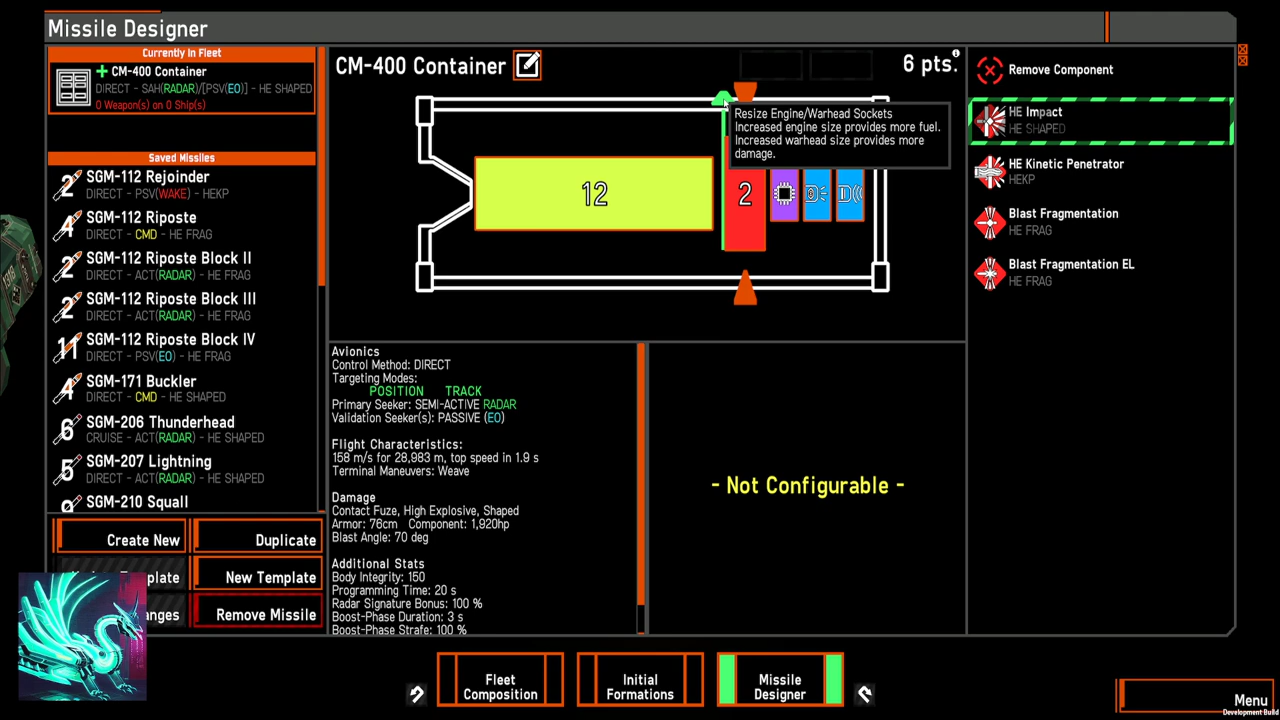 Missile Designer
Currently In Fleet
+ CM-400 Container
DIRECT - SAH(RADAR)/[PSV(EO)] - HE SHAPED
0 Weapon(s) on 0 Ship(s)
Saved Missiles
2 SGM-112 Rejoinder
DIRECT - PSV(WAKE) - HEKP
4 SGM-112 Riposte
DIRECT - CMD - HE FRAG
2 SGM-112 Riposte Block II
DIRECT - ACT(RADAR) - HE FRAG
2 SGM-112 Riposte Block III
DIRECT - ACT(RADAR) - HE FRAG
11 SGM-112 Riposte Block IV
DIRECT - PSV(EO) - HE FRAG
4 SGM-171 Buckler
DIRECT - CMD - HE SHAPED
6 SGM-206 Thunderhead
CRUISE - ACT(RADAR) - HE SHAPED
5 SGM-207 Lightning
DIRECT - ACT(RADAR) - HE SHAPED
SGM-210 Squall
Create New
Duplicate
New Template
Remove Missile
CM-400 Container
6 pts.
Resize Engine/Warhead Sockets
Increased engine size provides more fuel.
Increased warhead size provides more
damage.
12
2
Avionics
Control Method: DIRECT
Targeting Modes:
POSITION TRACK
Primary Seeker: SEMI-ACTIVE RADAR
Validation Seeker(s): PASSIVE (EO)
Flight Characteristics:
158 m/s for 28,983 m, top speed in 1.9 s
Terminal Maneuvers: Weave
Damage
Contact Fuze, High Explosive, Shaped
Armor: 76cm Component: 1,920hp
Blast Angle: 70 deg
Additional Stats
Body Integrity: 150
Programming Time: 20 s
Radar Signature Bonus: 100 %
Boost-Phase Duration: 3 s
Boost-Phase Strafe: 100 %
- Not Configurable -
Remove Component
HE Impact
HE SHAPED
HE Kinetic Penetrator
HEKP
Blast Fragmentation
HE FRAG
Blast Fragmentation EL
HE FRAG
Fleet
Composition
Initial
Formations
Missile
Designer
Menu
Development Build